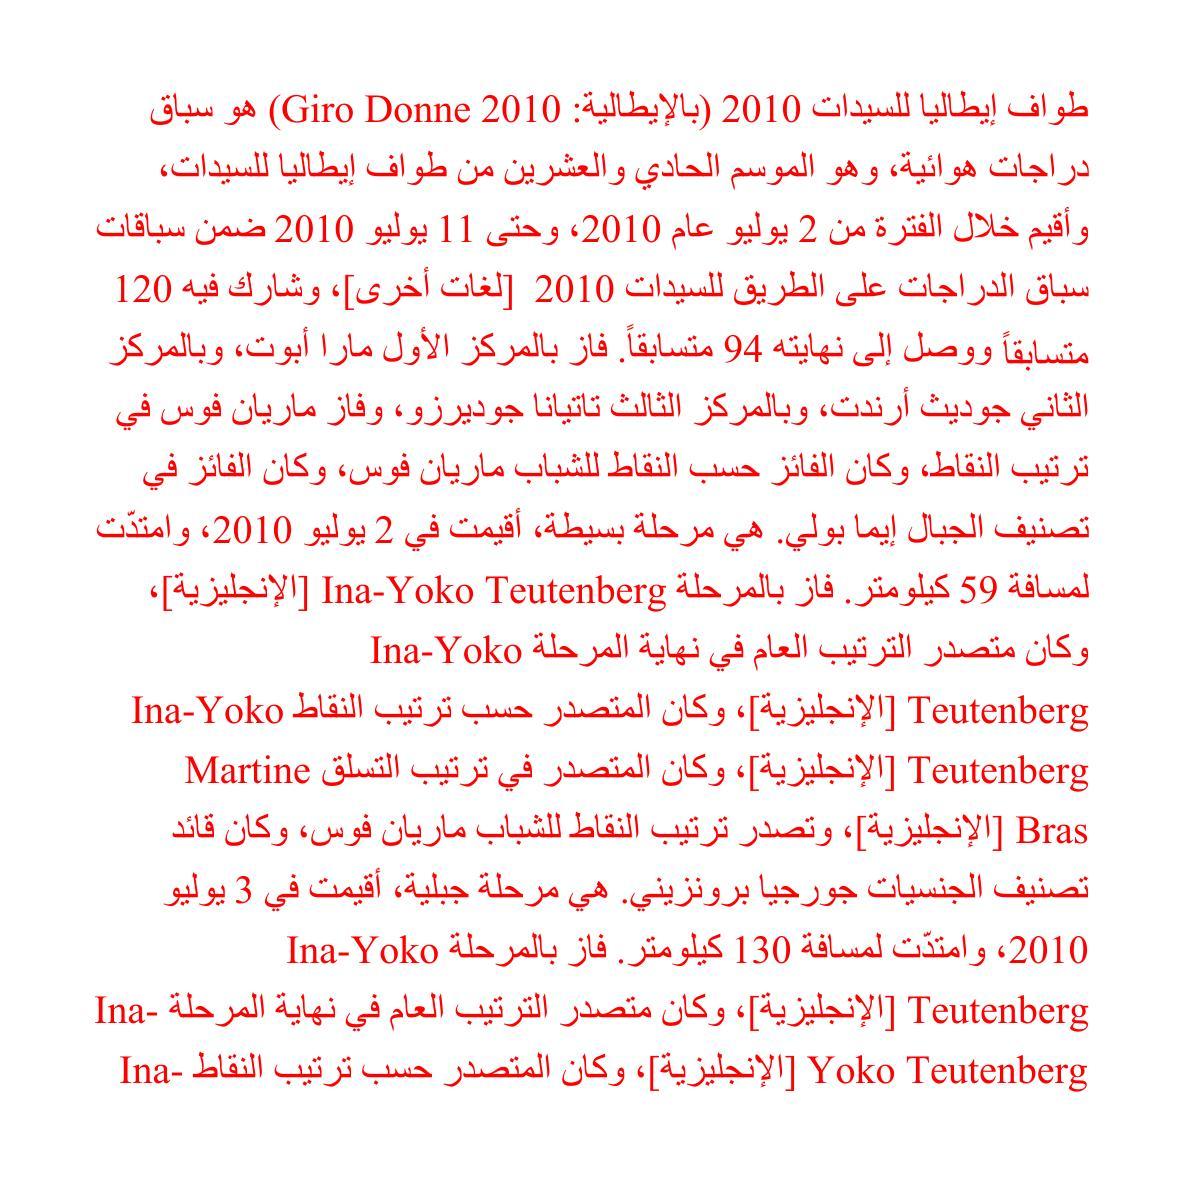 طواف إيطاليا للسيدات 2010 (بالإيطالية: Giro Donne 2010) هو سباق
دراجات هوائية، وهو الموسم الحادي والعشرين من طواف إيطاليا للسيدات،
وأقيم خلال الفترة من 2 يوليو عام 2010، وحتى 11 يوليو 2010 ضمن سباقات
سباق الدراجات على الطريق للسيدات 2010 [لغات أخرى]، وشارك فيه 120
متسابقاً ووصل إلى نهايته 94 متسابقاً. فاز بالمركز الأول مارا أبوت، وبالمركز
الثاني جوديث أرندت، وبالمركز الثالث تاتيانا جوديرزو، وفاز ماريان فوس في
ترتيب النقاط، وكان الفائز حسب النقاط للشباب ماريان فوس، وكان الفائز في
تصنيف الجبال إيما بولي. هي مرحلة بسيطة، أقيمت في 2 يوليو 2010، وامتدّت
لمسافة 59 كيلومتر. فاز بالمرحلة Ina-Yoko Teutenberg [الإنجليزية]،
وكان متصدر الترتيب العام في نهاية المرحلة Ina-Yoko
Teutenberg [الإنجليزية]، وكان المتصدر حسب ترتيب النقاط Ina-Yoko
Teutenberg [الإنجليزية]، وكان المتصدر في ترتيب التسلق Martine
Bras [الإنجليزية]، وتصدر ترتيب النقاط للشباب ماريان فوس، وكان قائد
تصنيف الجنسيات جورجيا برونزيني. هي مرحلة جبلية، أقيمت في 3 يوليو
2010، وامتدّت لمسافة 130 كيلومتر. فاز بالمرحلة Ina-Yoko
Teutenberg [الإنجليزية]، وكان متصدر الترتيب العام في نهاية المرحلة Ina-
Yoko Teutenberg [الإنجليزية]، وكان المتصدر حسب ترتيب النقاط Ina-